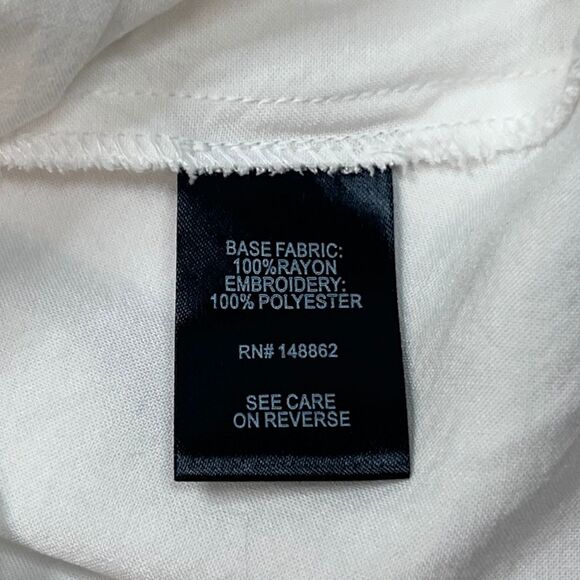 BASE FABRIC:
100%RAYON
EMBROIDERY:
100% POLYESTER
RN# 148862
SEE CARE
ON REVERSE